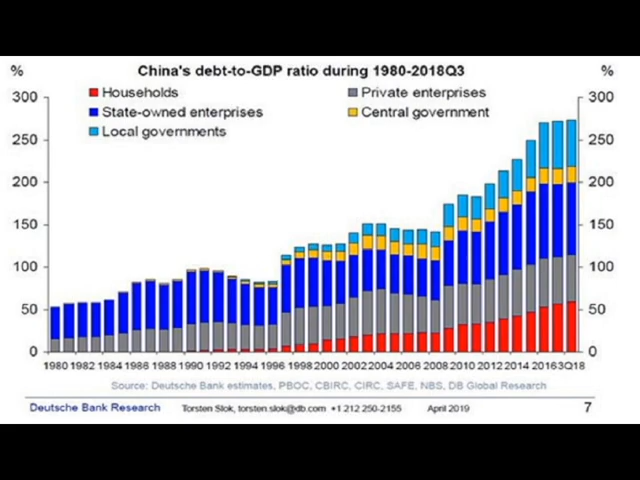 China's debt-to-GDP ratio during 1980-2018Q3
% %
Households Private enterprises
State-owned enterprises Central government
Local governments
300 300
250 250
200 200
150 150
100 100
50 50
0 0
1980 1982 1984 1986 1988 1990 1992 1994 1996 1998 2000 2002 2004 2006 2008 2010 2012 2014 2016 3Q18
Source: Deutsche Bank estimates, PBOC, CBIRC, CIRC, SAFE, NBS, DB Global Research
Deutsche Bank Research Torsten Slok, torsten.slok@db.com +1 212 250-2155 April 2019 7